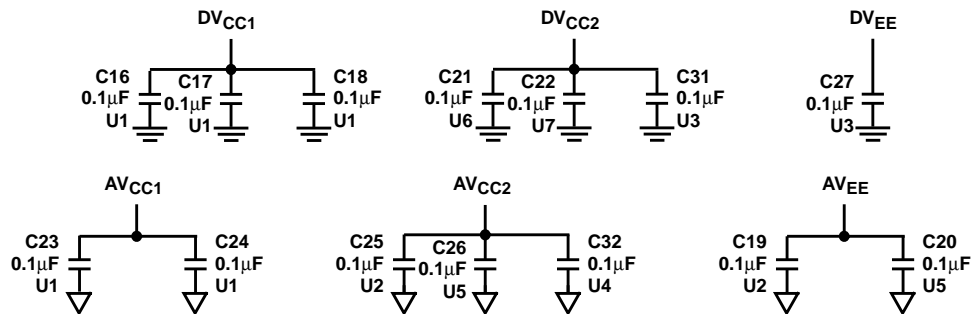 DVCC1
C16
0.1µF
U1
C17
0.1µF
U1
C18
0.1µF
U1
DVCC2
C21
0.1µF
U6
C22
0.1µF
U7
C31
0.1µF
U3
DVEE
C27
0.1µF
U3
AVCC1
C23
0.1µF
U1
C24
0.1µF
U1
AVCC2
C25
0.1µF
U2
C26
0.1µF
U5
C32
0.1µF
U4
AVEE
C19
0.1µF
U2
C20
0.1µF
U5